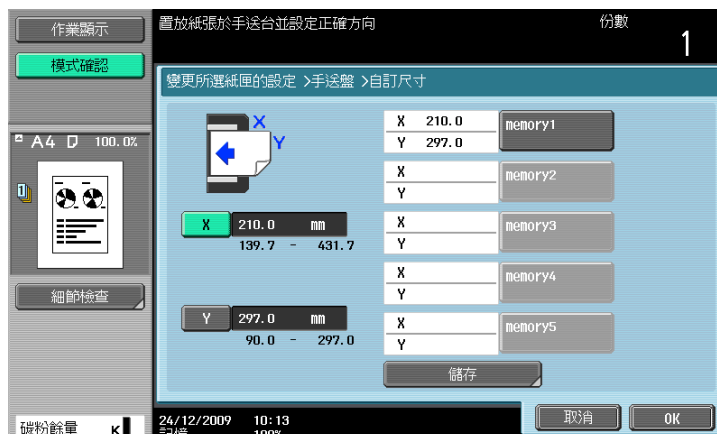 作業顯示
置放紙張於手送台並設定正確方向
份數
1
模式確認
變更所選紙匣的設定 >手送盤 >自訂尺寸
A4 100.0%
1
X
Y
X 210.0
Y 297.0
memory1
X
Y
memory2
X 210.0 mm
139.7 - 431.7
X
Y
memory3
細節檢查
X
Y
memory4
Y 297.0 mm
90.0 - 297.0
X
Y
memory5
儲存
取消
OK
碳粉餘量 K
24/12/2009 10:13
記憶 100%